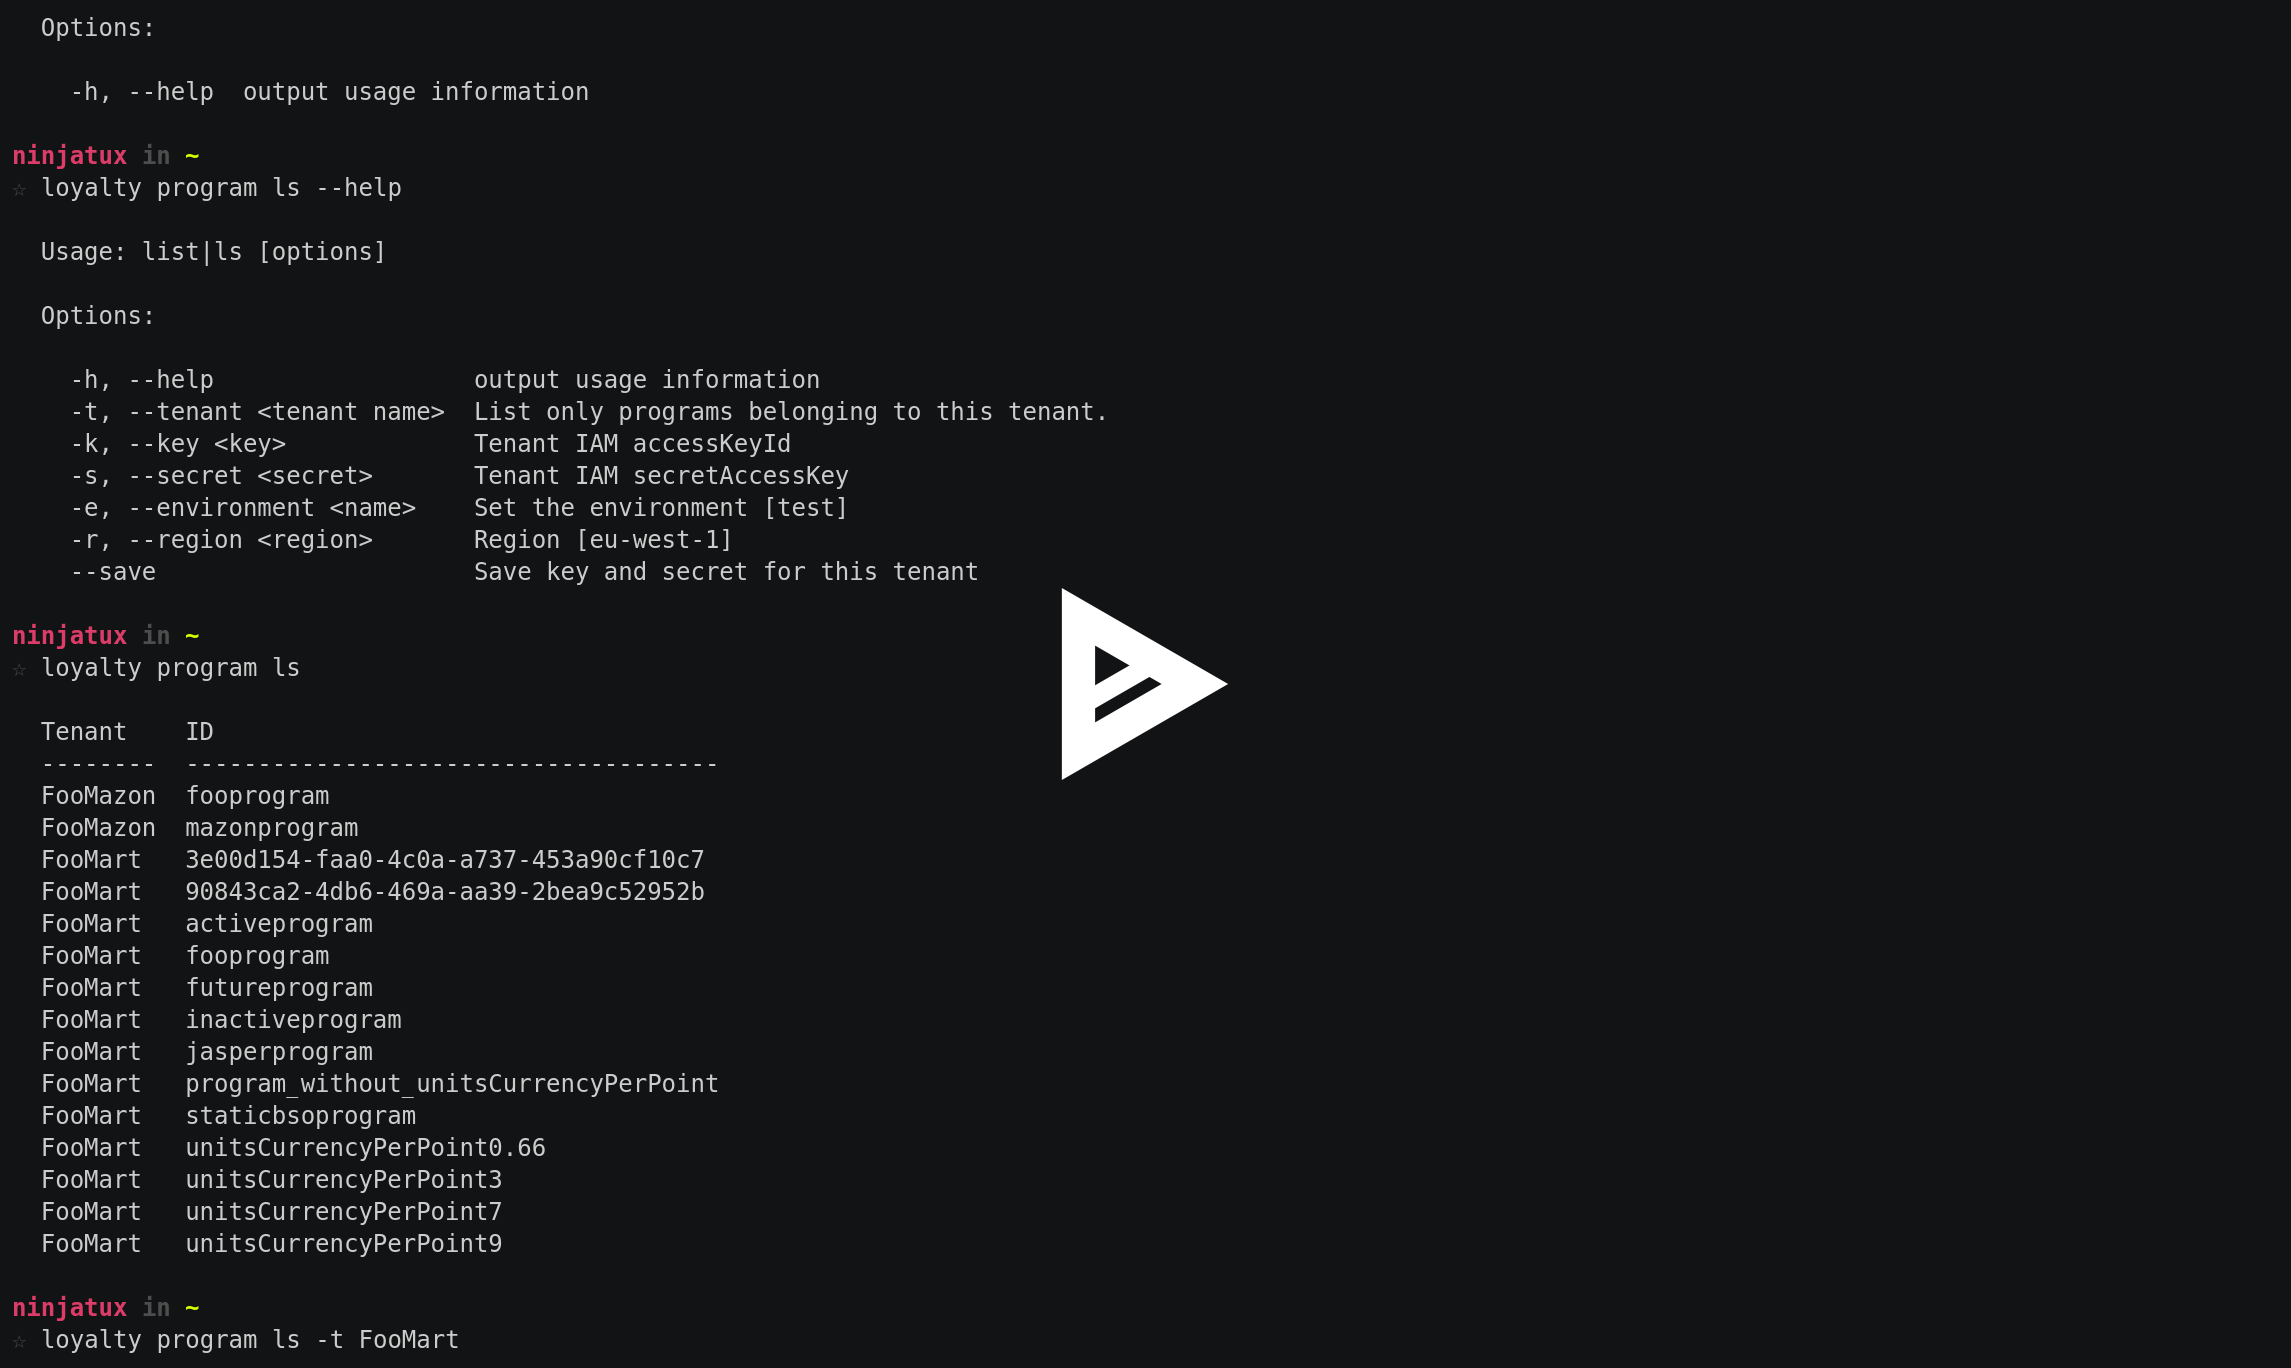 Options:
-h, --help  output usage information
ninjatux in ~
☆ loyalty program ls --help
Usage: list|ls [options]
Options:
-h, --help                  output usage information
-t, --tenant <tenant name>  List only programs belonging to this tenant.
-k, --key <key>             Tenant IAM accessKeyId
-s, --secret <secret>       Tenant IAM secretAccessKey
-e, --environment <name>    Set the environment [test]
-r, --region <region>       Region [eu-west-1]
--save                      Save key and secret for this tenant
ninjatux in ~
☆ loyalty program ls
Tenant    ID
--------  -------------------------------------
FooMazon  fooprogram
FooMazon  mazonprogram
FooMart   3e00d154-faa0-4c0a-a737-453a90cf10c7
FooMart   90843ca2-4db6-469a-aa39-2bea9c52952b
FooMart   activeprogram
FooMart   fooprogram
FooMart   futureprogram
FooMart   inactiveprogram
FooMart   jasperprogram
FooMart   program_without_unitsCurrencyPerPoint
FooMart   staticbsoprogram
FooMart   unitsCurrencyPerPoint0.66
FooMart   unitsCurrencyPerPoint3
FooMart   unitsCurrencyPerPoint7
FooMart   unitsCurrencyPerPoint9
ninjatux in ~
☆ loyalty program ls -t FooMart